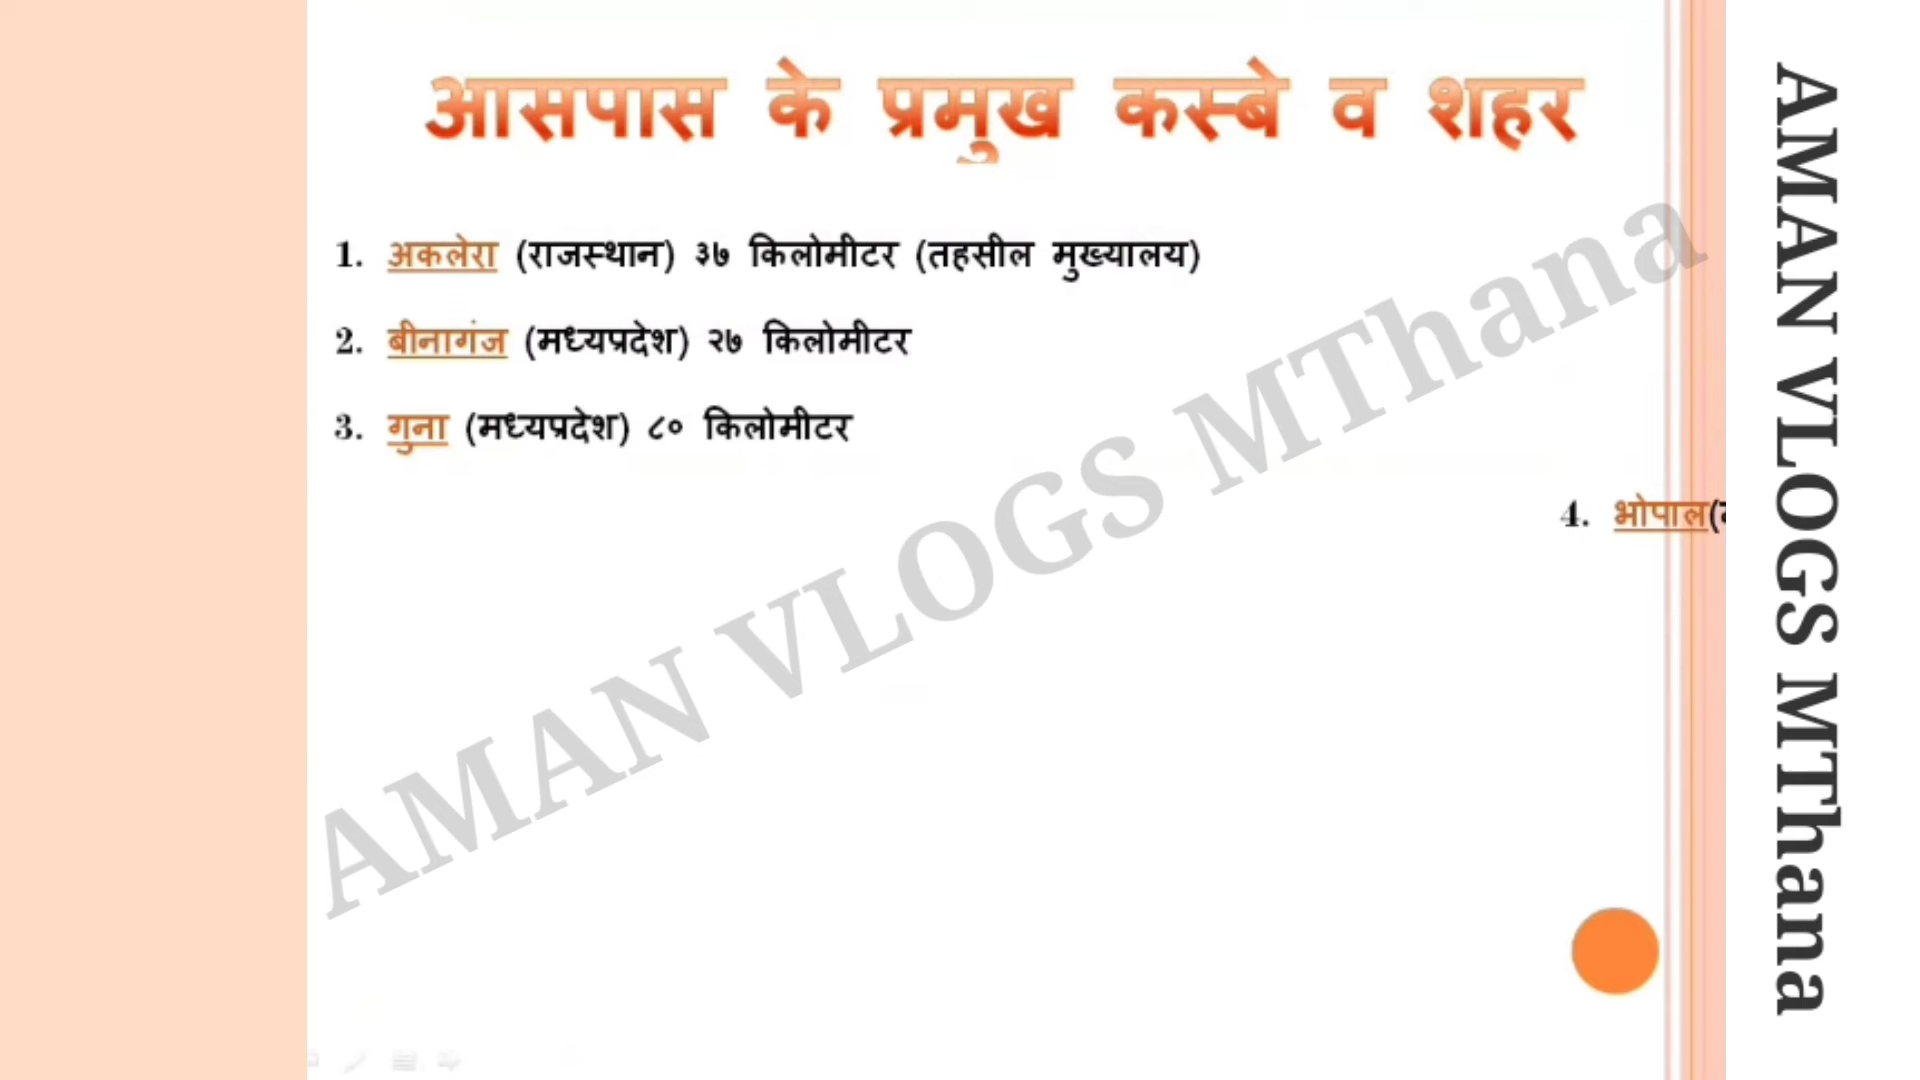 आसपास के प्रमुख कस्बे व शहर
1. अकलेरा (राजस्थान) ३७ किलोमीटर (तहसील मुख्यालय)
2. बीनागंज (मध्यप्रदेश) २७ किलोमीटर
3. गुना (मध्यप्रदेश) ८० किलोमीटर
4. भोपाल(
AMAN VLOGS MThana
AMAN VLOGS MThana